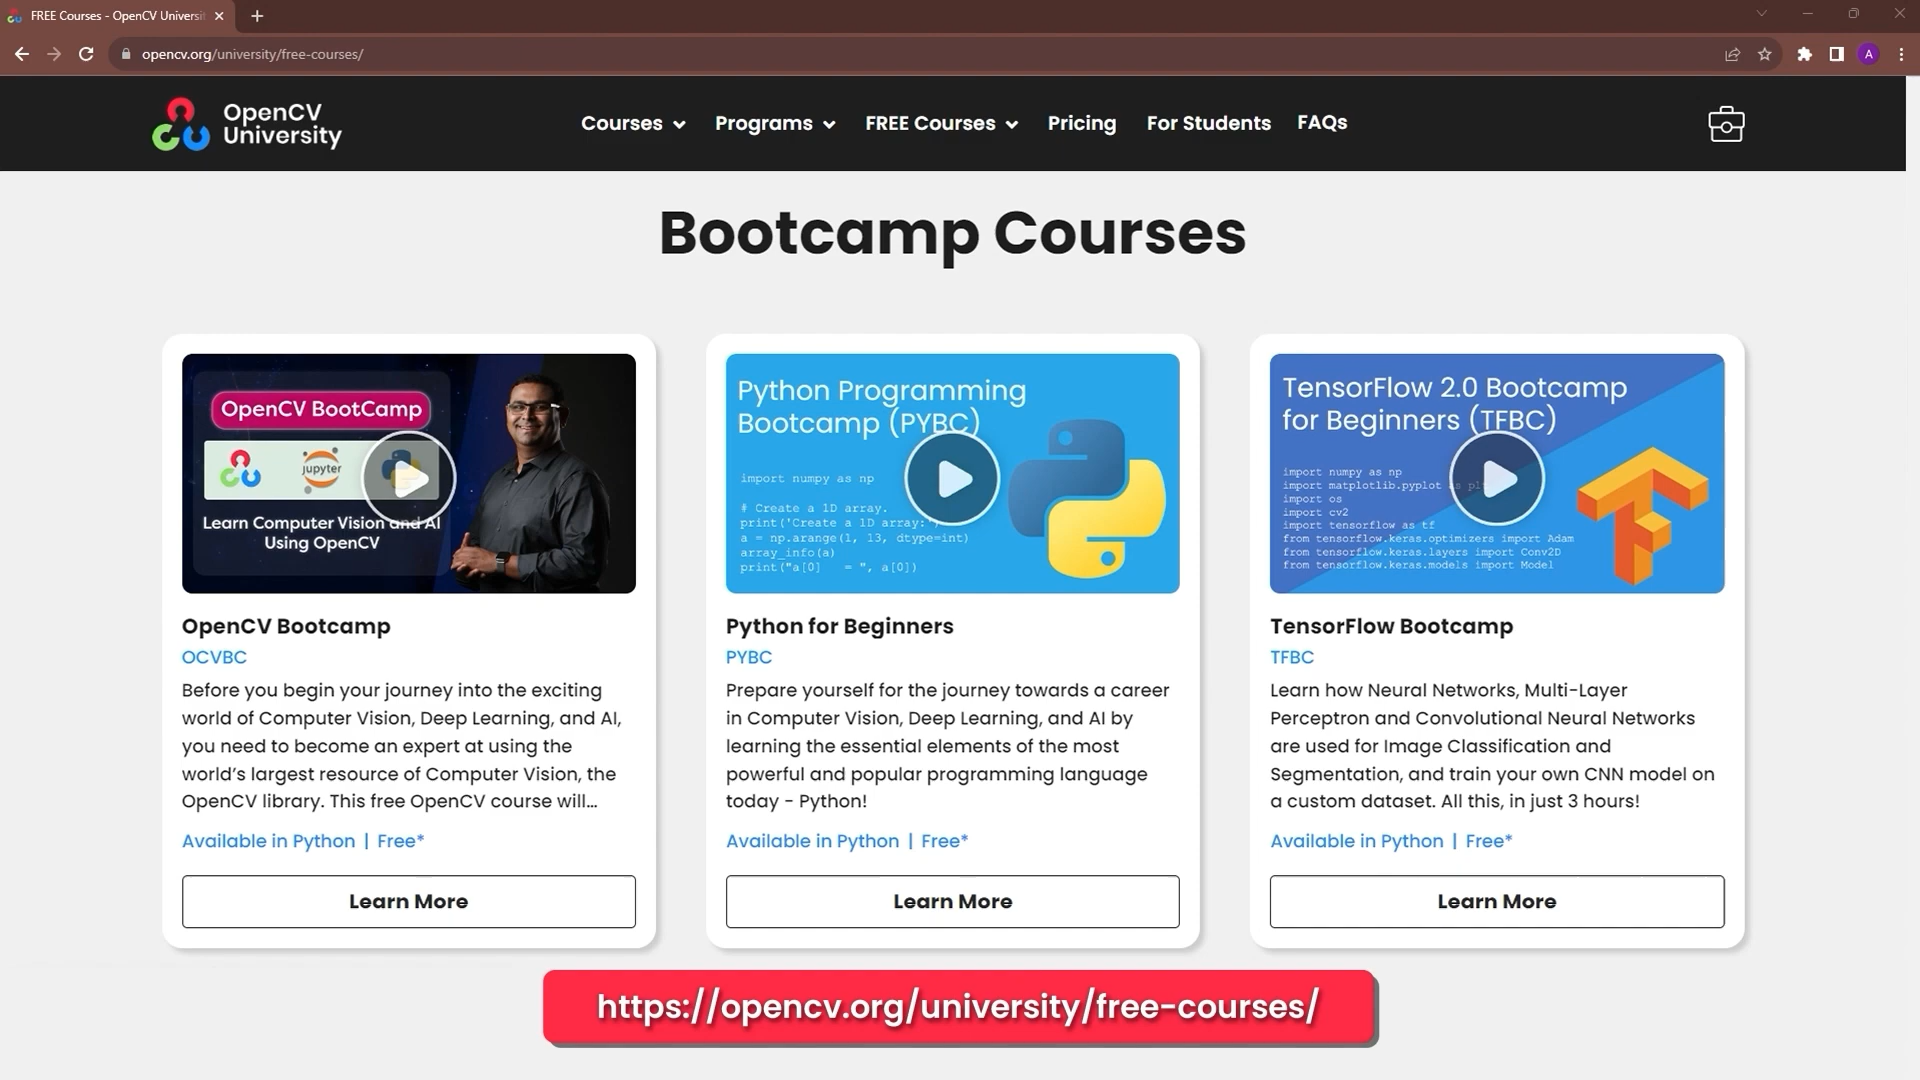 FREE Courses - OpenCV Universi
opencv.org/university/free-courses/
A
OpenCV
University
Courses
Programs
FREE Courses
Pricing
For Students
FAQs
Bootcamp Courses
OpenCV BootCamp
jupyter
Learn Computer Vision and AI
Using OpenCV
OpenCV Bootcamp
OCVBC
Before you begin your journey into the exciting
world of Computer Vision, Deep Learning, and AI,
you need to become an expert at using the
world's largest resource of Computer Vision, the
OpenCV library. This free OpenCV course will...
Available in Python | Free*
Learn More
Python Programming
Bootcamp (PYBC)
import numpy as np
# Create a 1D array.
print('Create a 1D array:')
a = np.arange(1, 13, dtype=int)
array_info(a)
print("a[0] = ", a[0])
Python for Beginners
PYBC
Prepare yourself for the journey towards a career
in Computer Vision, Deep Learning, and AI by
learning the essential elements of the most
powerful and popular programming language
today - Python!
Available in Python | Free*
Learn More
TensorFlow 2.0 Bootcamp
for Beginners (TFBC)
import numpy as np
import matplotlib.pyplot as plt
import os
import cv2
import tensorflow as tf
from tensorflow.keras.optimizers import Adam
from tensorflow.keras.layers import Conv2D
from tensorflow.keras.models import Model
TensorFlow Bootcamp
TFBC
Learn how Neural Networks, Multi-Layer
Perceptron and Convolutional Neural Networks
are used for Image Classification and
Segmentation, and train your own CNN model on
a custom dataset. All this, in just 3 hours!
Available in Python | Free*
Learn More
https://opencv.org/university/free-courses/